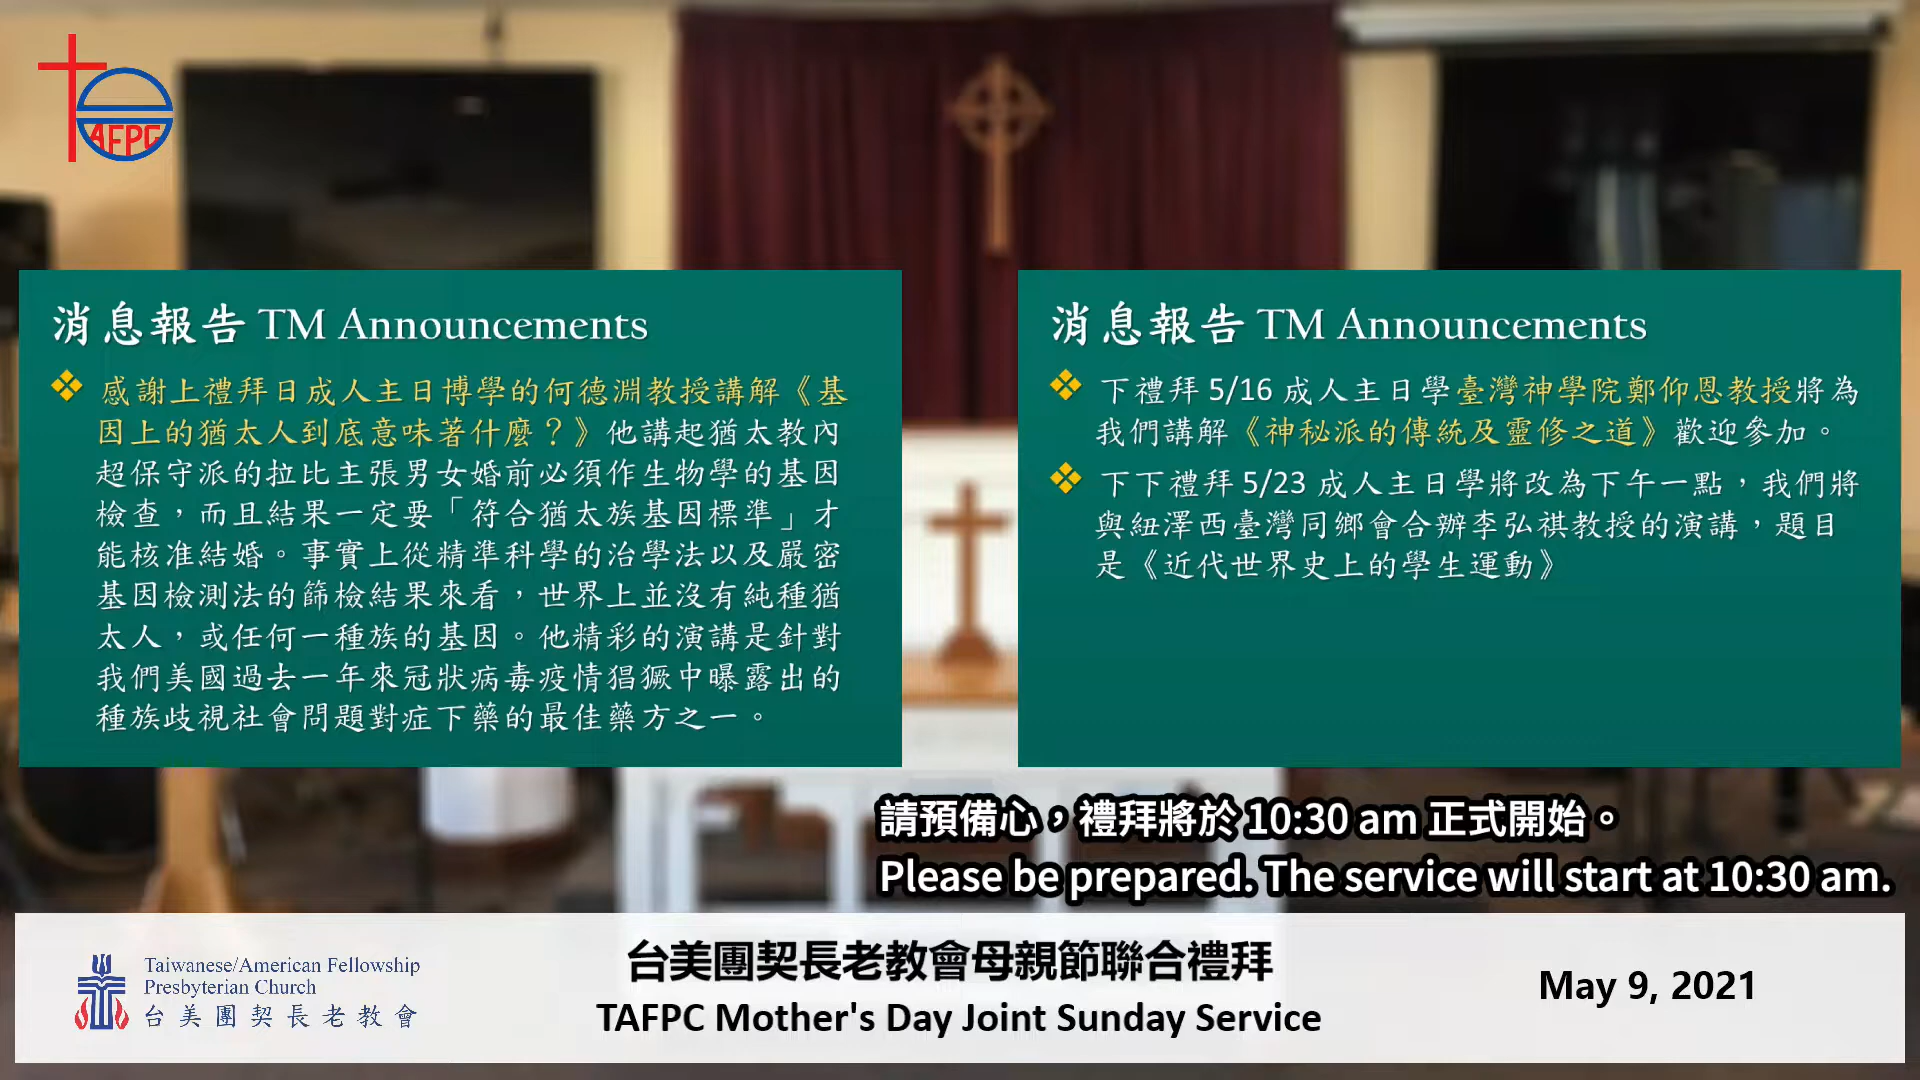 AFPC
消息報告 TM Announcements
感謝上禮拜日成人主日博學的何德淵教授講解《基
因上的猶太人到底意味著什麼？》他講起猶太教內
超保守派的拉比主張男女婚前必須作生物學的基因
檢查，而且結果一定要「符合猶太族基因標準」才
能核准結婚。事實上從精準科學的治學法以及嚴密
基因檢測法的篩檢結果來看，世界上並沒有純種猶
太人，或任何一種族的基因。他精彩的演講是針對
我們美國過去一年來冠狀病毒疫情猖獗中曝露出的
種族歧視社會問題對症下藥的最佳藥方之一。
消息報告 TM Announcements
下禮拜 5/16 成人主日學臺灣神學院鄭仰恩教授將為
我們講解《神秘派的傳統及靈修之道》歡迎參加。
下下禮拜 5/23 成人主日學將改為下午一點，我們將
與紐澤西臺灣同鄉會合辦李弘祺教授的演講，題目
是《近代世界史上的學生運動》
請預備心，禮拜將於 10:30 am 正式開始。
Please be prepared. The service will start at 10:30 am.
Taiwanese/American Fellowship
Presbyterian Church
台美團契長老教會
台美團契長老教會母親節聯合禮拜
TAFPC Mother's Day Joint Sunday Service
May 9, 2021